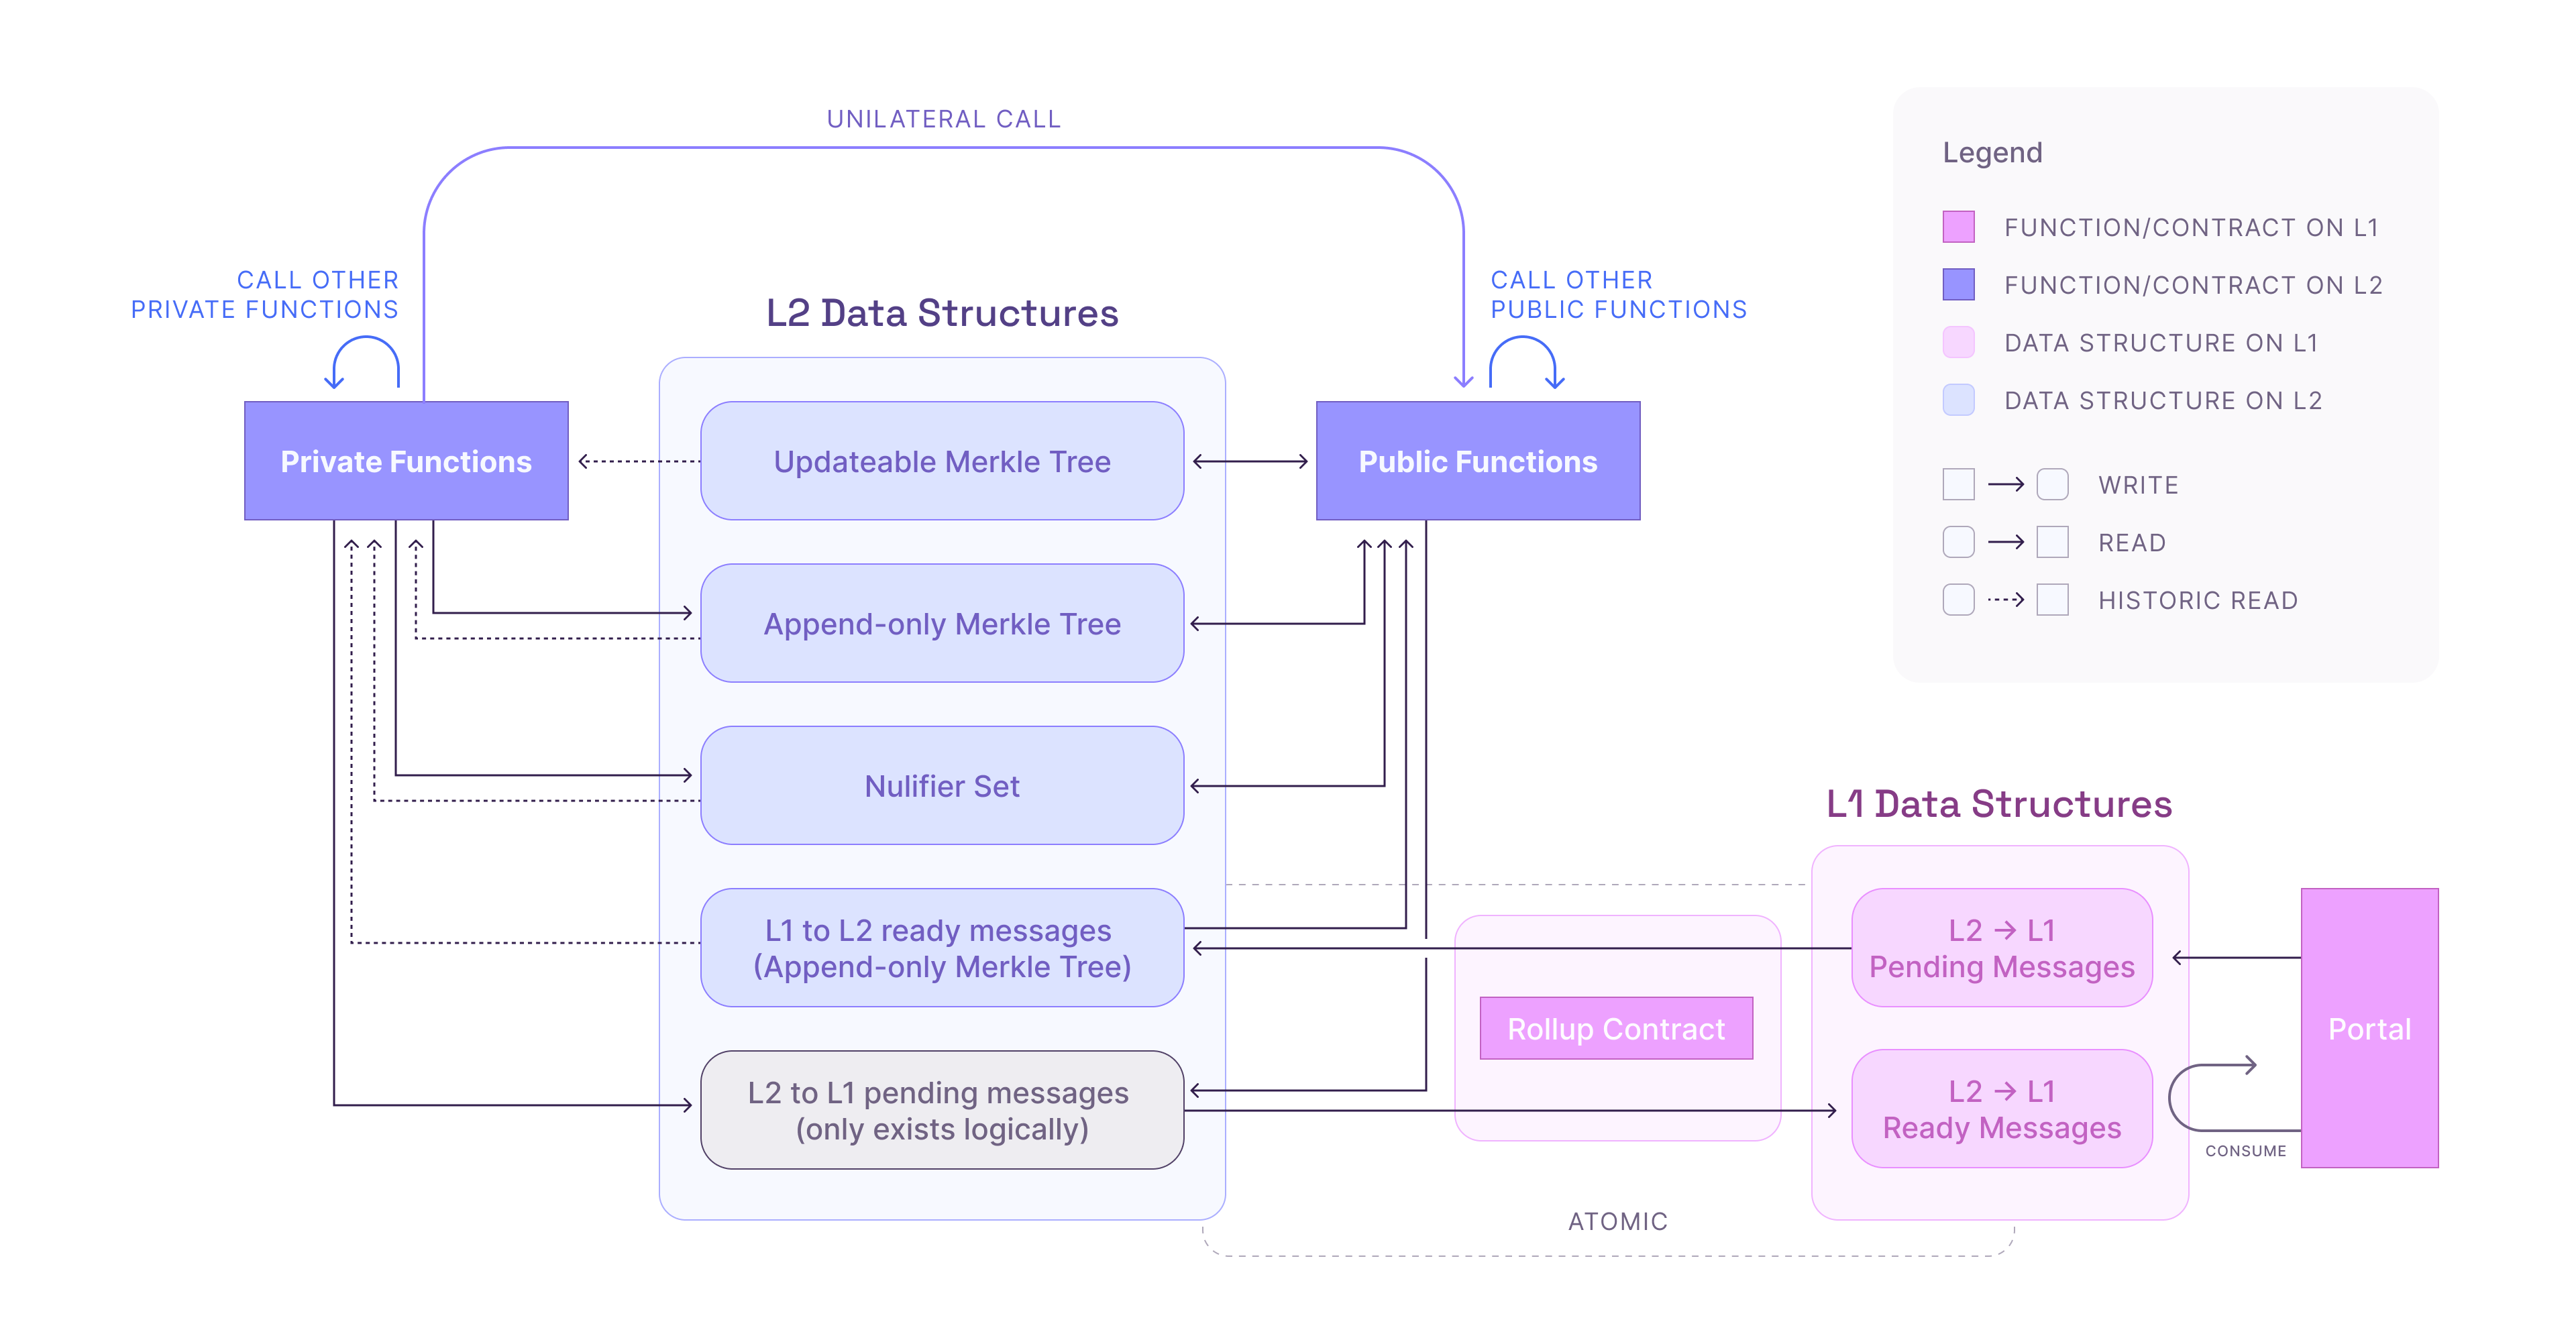 UNILATERAL CALL
CALL OTHER
PRIVATE FUNCTIONS
L2 Data Structures
CALL OTHER
PUBLIC FUNCTIONS
Private Functions
Updateable Merkle Tree
Public Functions
Append-only Merkle Tree
Nulifier Set
L1 to L2 ready messages
(Append-only Merkle Tree)
L2 to L1 pending messages
(only exists logically)
Rollup Contract
L1 Data Structures
L2 → L1
Pending Messages
L2 → L1
Ready Messages
Portal
CONSUME
ATOMIC
Legend
FUNCTION/CONTRACT ON L1
FUNCTION/CONTRACT ON L2
DATA STRUCTURE ON L1
DATA STRUCTURE ON L2
WRITE
READ
HISTORIC READ